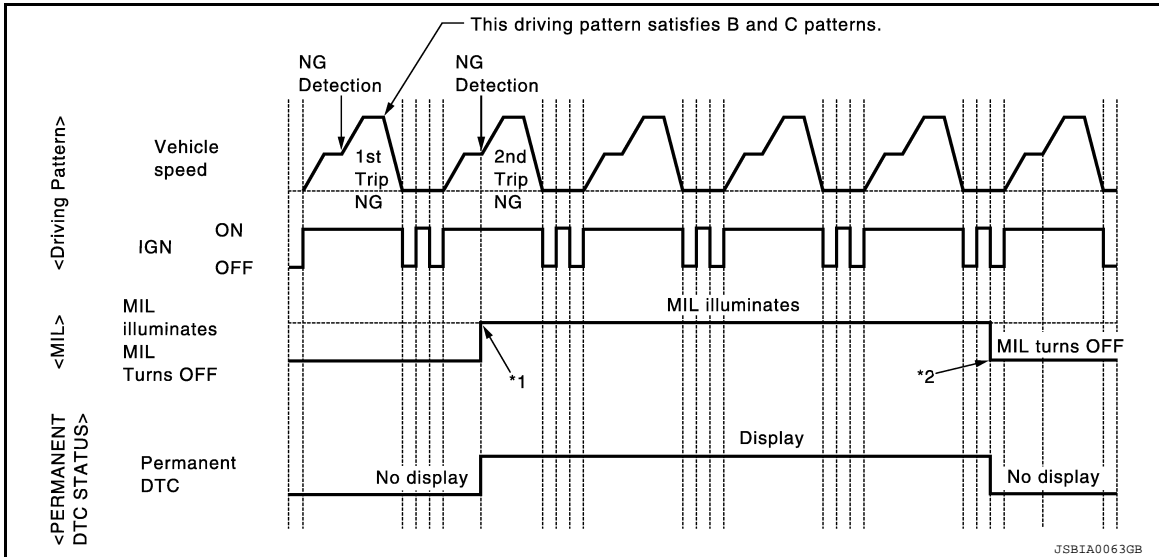 This driving pattern satisfies B and C patterns.
NG
Detection
NG
Detection
<Driving Pattern>
Vehicle
speed
1st
Trip
NG
2nd
Trip
NG
IGN
ON
OFF
<MIL>
MIL
illuminates
MIL
Turns OFF
MIL illuminates
*1
*2
MIL turns OFF
<PERMANENT
DTC STATUS>
Permanent
DTC
No display
Display
No display
JSBIA0063GB